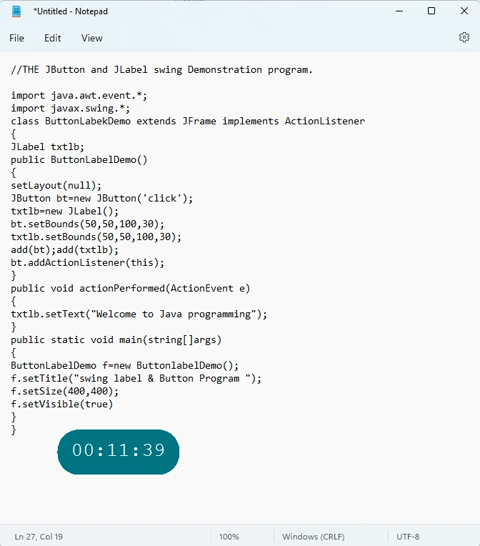 *Untitled - Notepad
File Edit View
//THE JButton and JLabel swing Demonstration program.
import java.awt.event.*;
import javax.swing.*;
class ButtonLabekDemo extends JFrame implements ActionListener
{
JLabel txtlb;
public ButtonLabelDemo()
{
setLayout(null);
JButton bt=new JButton('click');
txtlb=new JLabel();
bt.setBounds(50,50,100,30);
txtlb.setBounds(50,50,100,30);
add(bt);add(txtlb);
bt.addActionListener(this);
}
public void actionPerformed(ActionEvent e)
{
txtlb.setText("Welcome to Java programming");
}
public static void main(string[]args)
{
ButtonLabelDemo f=new ButtonlabelDemo();
f.setTitle("swing label & Button Program ");
f.setSize(400,400);
f.setVisible(true)
}
}
00:11:39
Ln 27, Col 19 100% Windows (CRLF) UTF-8